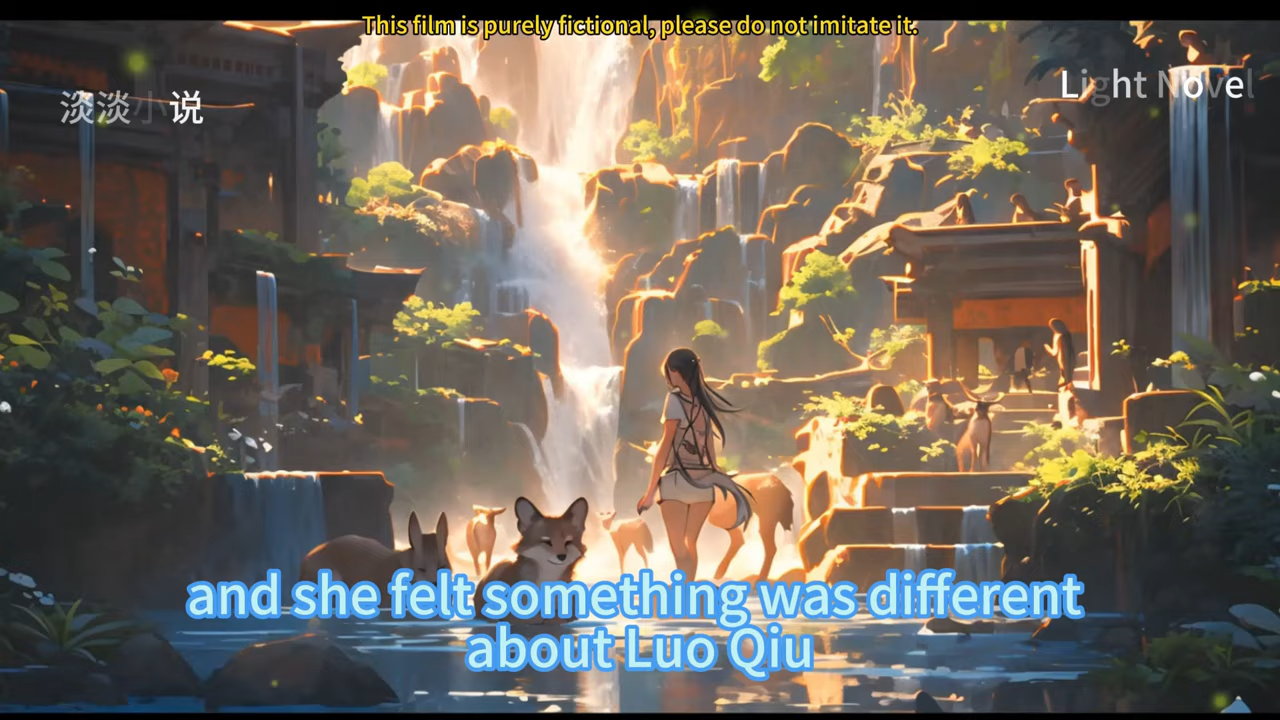 This film is purely fictional, please do not imitate it.
淡淡小说
Light Novel
and she felt something was different
about Luo Qiu